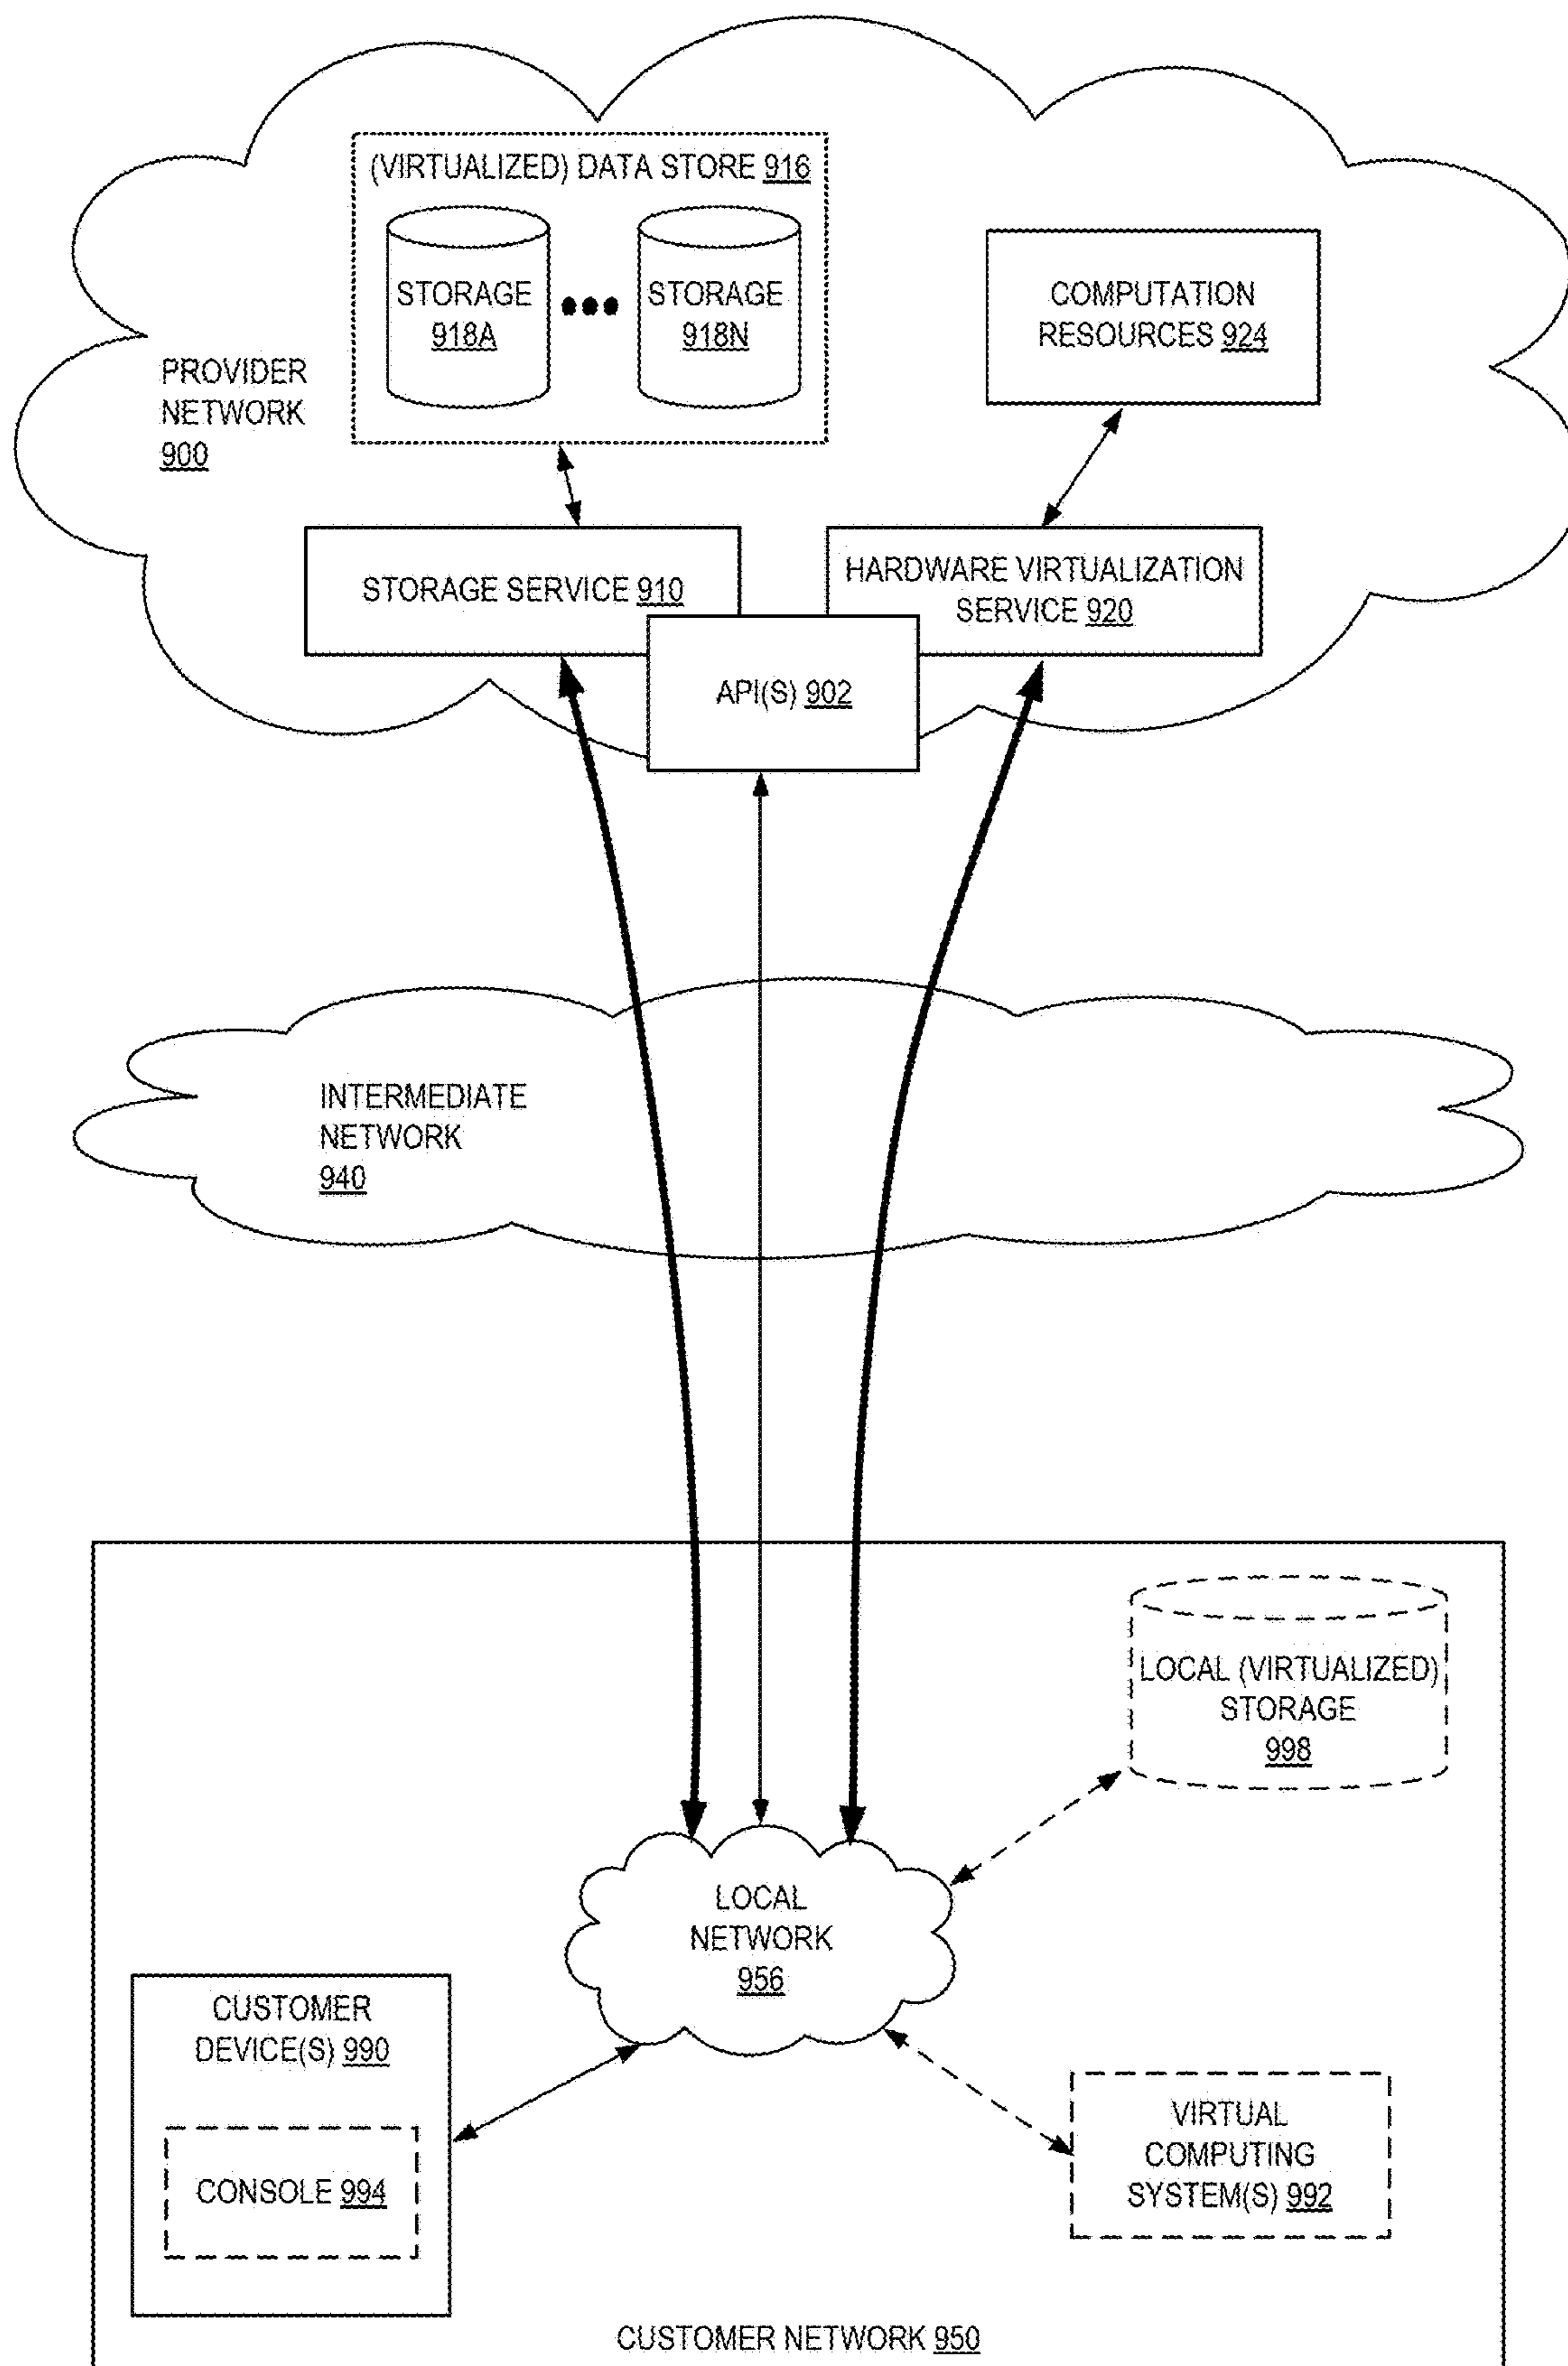 (VIRTUALIZED) DATA STORE 916
STORAGE
918A
STORAGE
918N
COMPUTATION
RESOURCES 924
PROVIDER
NETWORK
900
STORAGE SERVICE 910
HARDWARE VIRTUALIZATION
SERVICE 920
API(S) 902
INTERMEDIATE
NETWORK
940
LOCAL (VIRTUALIZED)
STORAGE
998
LOCAL
NETWORK
956
CUSTOMER
DEVICE(S) 990
CONSOLE 994
VIRTUAL
COMPUTING
SYSTEM(S) 992
CUSTOMER NETWORK 950